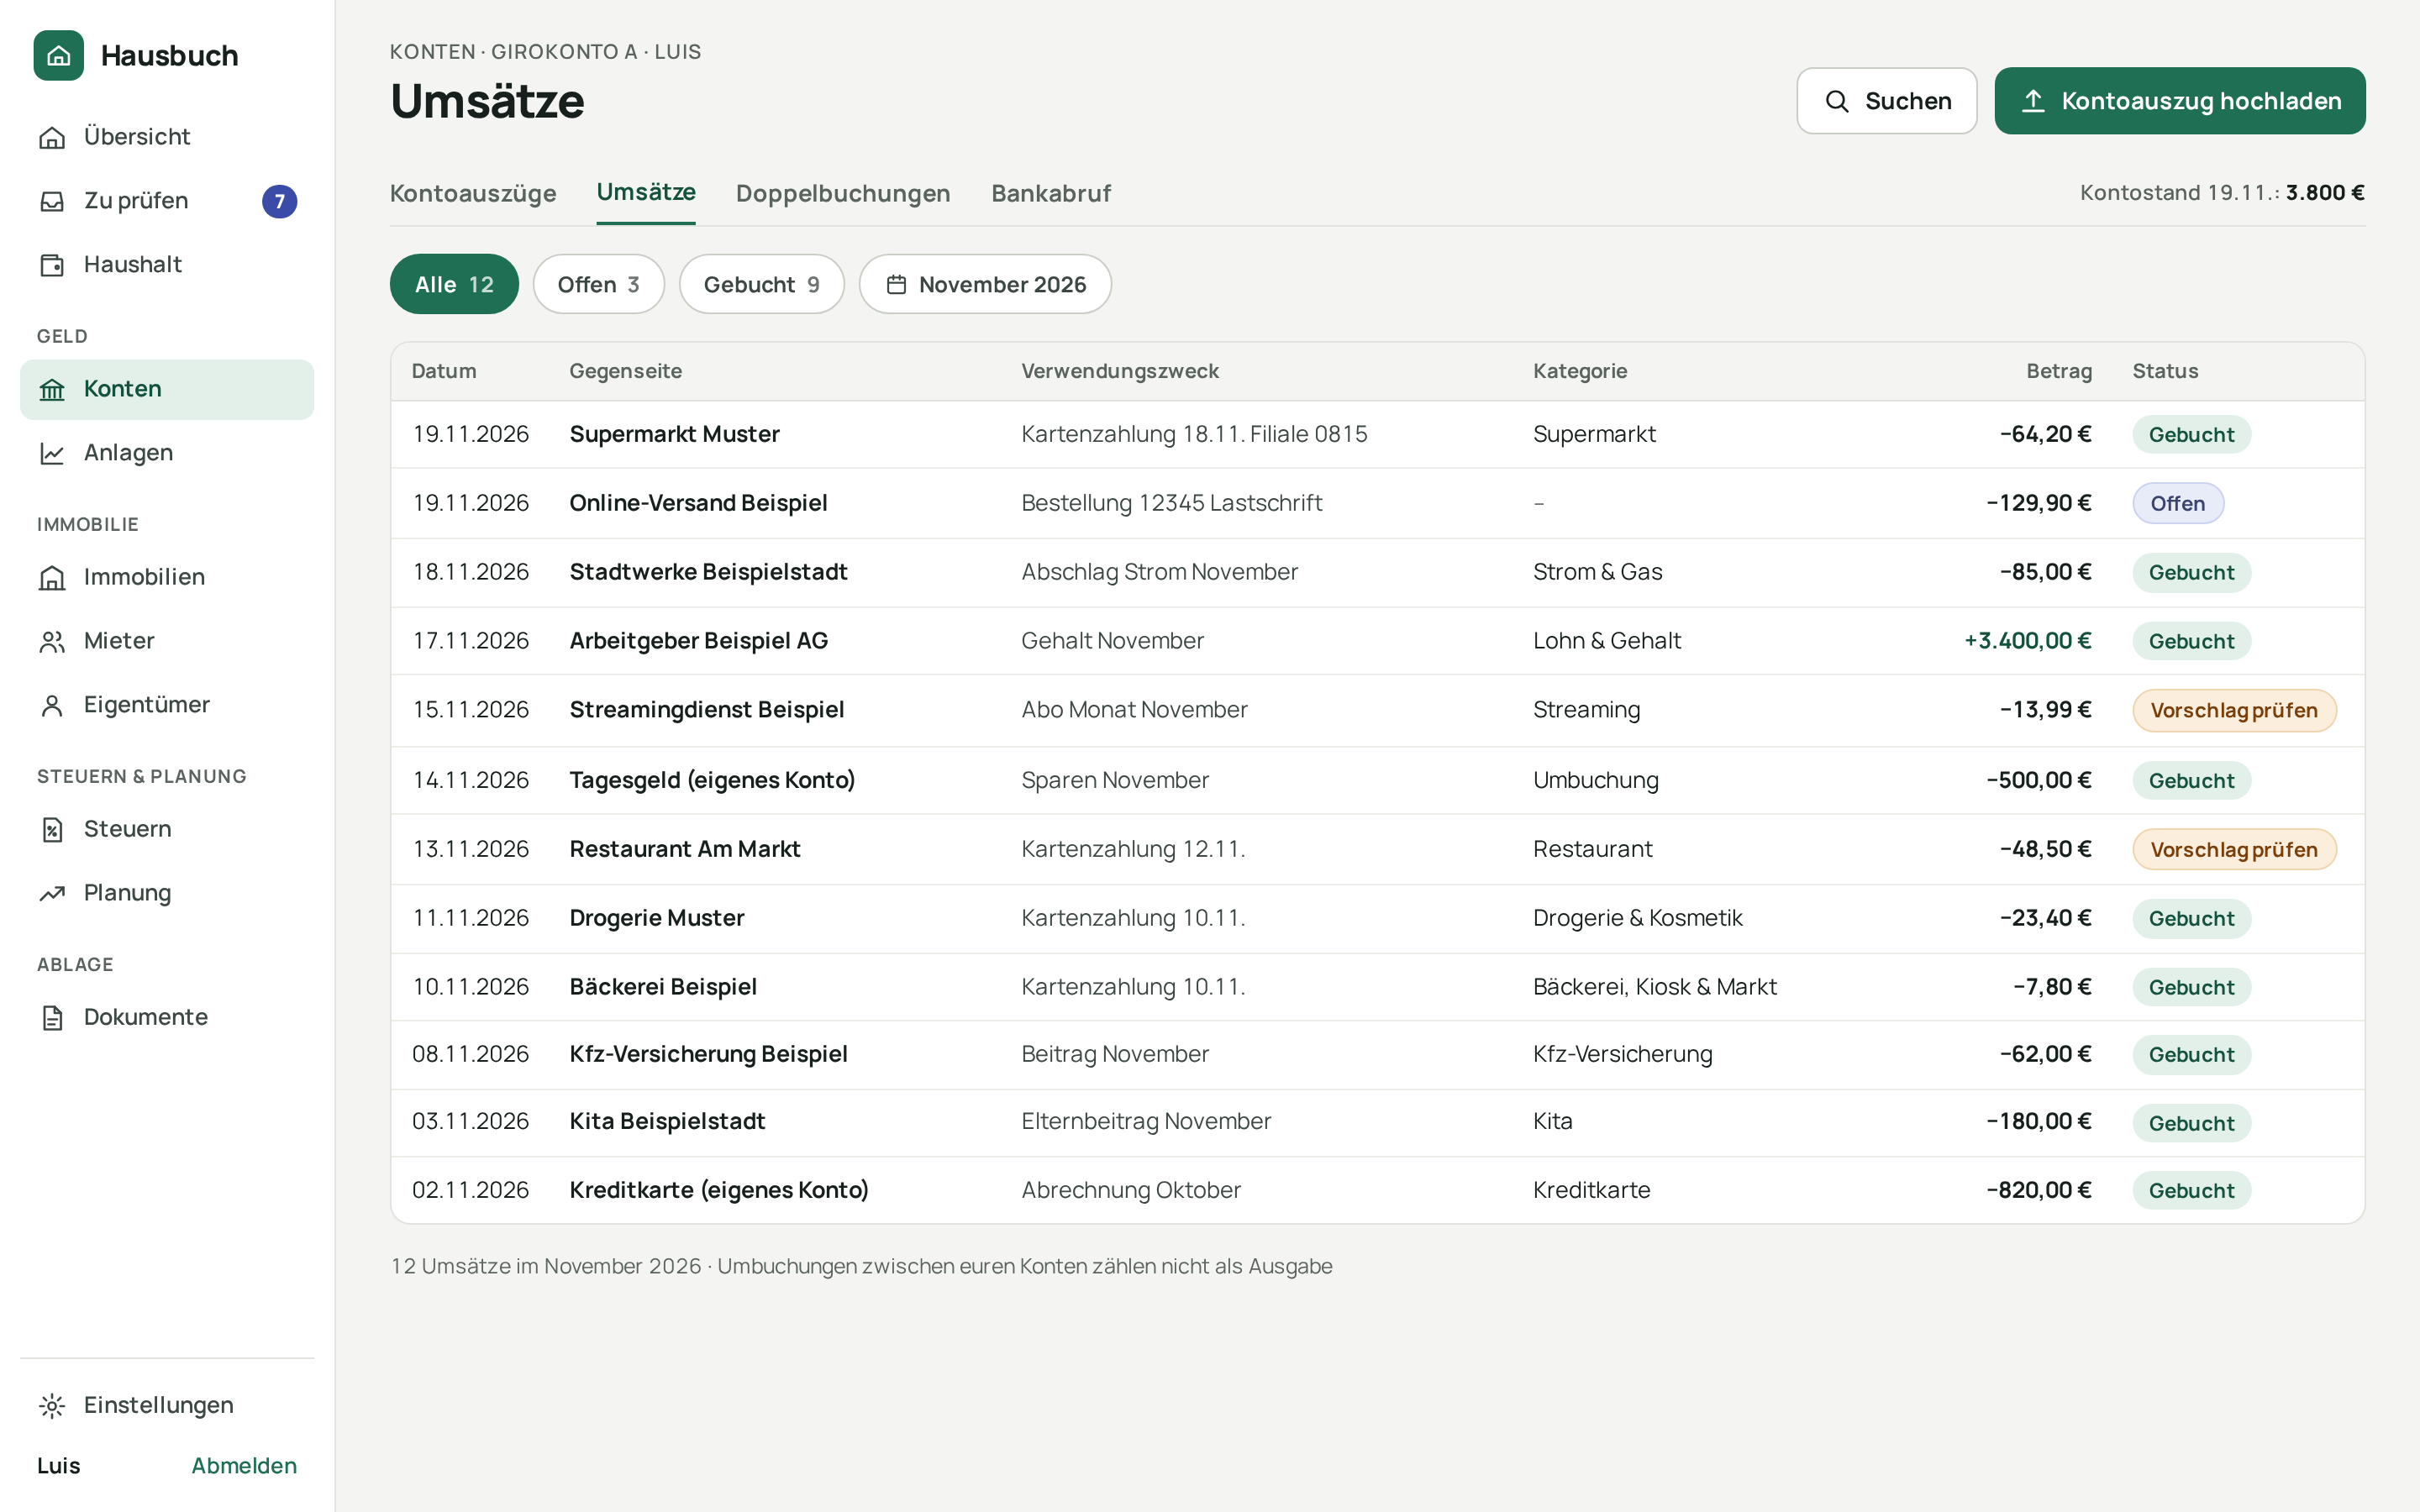 Hausbuch
Übersicht
Zu prüfen 7
Haushalt
GELD
Konten
Anlagen
IMMOBILIE
Immobilien
Mieter
Eigentümer
STEUERN & PLANUNG
Steuern
Planung
ABLAGE
Dokumente
Einstellungen
Luis Abmelden
KONTEN · GIROKONTO A · LUIS
Umsätze
Suchen Kontoauszug hochladen
Kontoauszüge Umsätze Doppelbuchungen Bankabruf Kontostand 19.11.: 3.800 €
Alle 12 Offen 3 Gebucht 9 November 2026
Datum Gegenseite Verwendungszweck Kategorie Betrag Status
19.11.2026 Supermarkt Muster Kartenzahlung 18.11. Filiale 0815 Supermarkt −64,20 € Gebucht
19.11.2026 Online-Versand Beispiel Bestellung 12345 Lastschrift – −129,90 € Offen
18.11.2026 Stadtwerke Beispielstadt Abschlag Strom November Strom & Gas −85,00 € Gebucht
17.11.2026 Arbeitgeber Beispiel AG Gehalt November Lohn & Gehalt +3.400,00 € Gebucht
15.11.2026 Streamingdienst Beispiel Abo Monat November Streaming −13,99 € Vorschlag prüfen
14.11.2026 Tagesgeld (eigenes Konto) Sparen November Umbuchung −500,00 € Gebucht
13.11.2026 Restaurant Am Markt Kartenzahlung 12.11. Restaurant −48,50 € Vorschlag prüfen
11.11.2026 Drogerie Muster Kartenzahlung 10.11. Drogerie & Kosmetik −23,40 € Gebucht
10.11.2026 Bäckerei Beispiel Kartenzahlung 10.11. Bäckerei, Kiosk & Markt −7,80 € Gebucht
08.11.2026 Kfz-Versicherung Beispiel Beitrag November Kfz-Versicherung −62,00 € Gebucht
03.11.2026 Kita Beispielstadt Elternbeitrag November Kita −180,00 € Gebucht
02.11.2026 Kreditkarte (eigenes Konto) Abrechnung Oktober Kreditkarte −820,00 € Gebucht
12 Umsätze im November 2026 · Umbuchungen zwischen euren Konten zählen nicht als Ausgabe